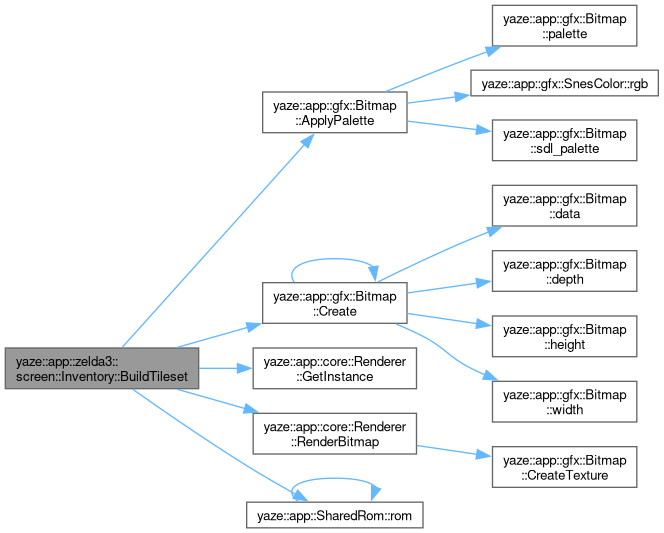 yaze::app::zelda3::
screen::Inventory::BuildTileset
yaze::app::gfx::Bitmap
::ApplyPalette
yaze::app::gfx::Bitmap
::palette
yaze::app::gfx::SnesColor::rgb
yaze::app::gfx::Bitmap
::sdl_palette
yaze::app::gfx::Bitmap
::Create
yaze::app::gfx::Bitmap
::data
yaze::app::gfx::Bitmap
::depth
yaze::app::gfx::Bitmap
::height
yaze::app::gfx::Bitmap
::width
yaze::app::core::Renderer
::GetInstance
yaze::app::core::Renderer
::RenderBitmap
yaze::app::gfx::Bitmap
::CreateTexture
yaze::app::SharedRom::rom